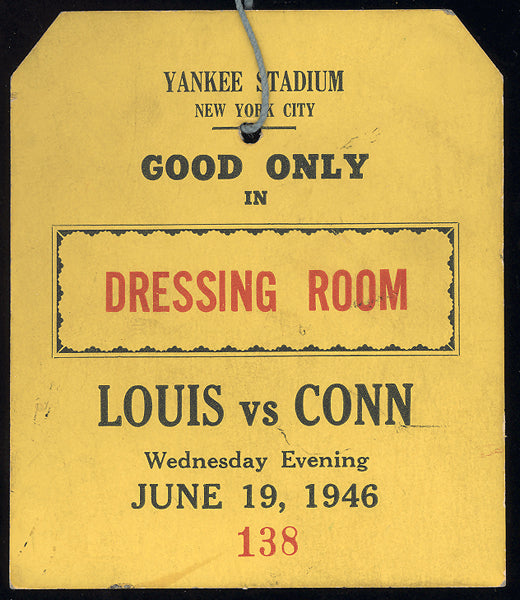 YANKEE STADIUM
NEW YORK CITY
GOOD ONLY
IN
DRESSING ROOM
LOUIS vs CONN
Wednesday Evening
JUNE 19, 1946
138